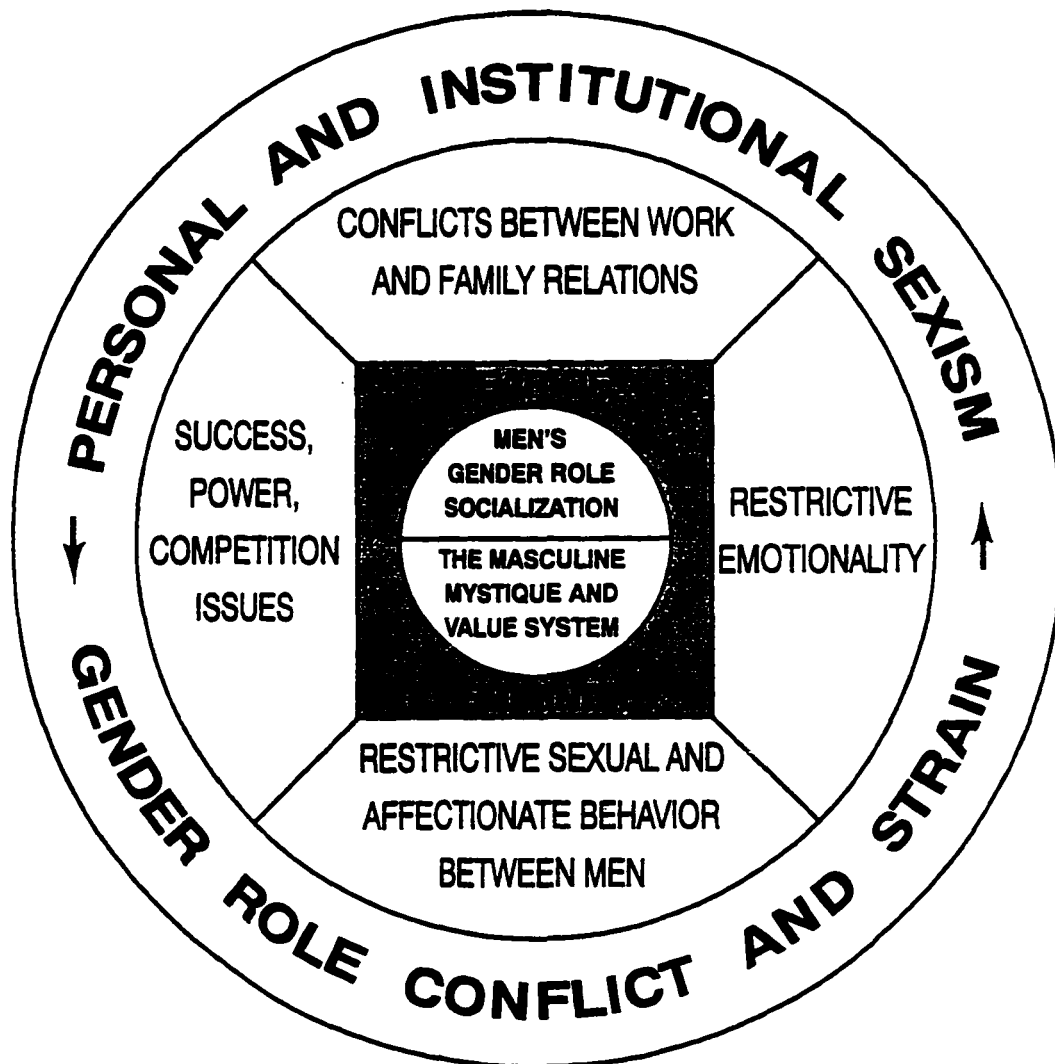 PERSONAL AND INSTITUTIONAL SEXISM
CONFLICTS BETWEEN WORK
AND FAMILY RELATIONS
SUCCESS,
POWER,
COMPETITION
ISSUES
MEN'S
GENDER ROLE
SOCIALIZATION
THE MASCULINE
MYSTIQUE AND
VALUE SYSTEM
RESTRICTIVE
EMOTIONALITY
RESTRICTIVE SEXUAL AND
AFFECTIONATE BEHAVIOR
BETWEEN MEN
GENDER ROLE CONFLICT AND STRAIN